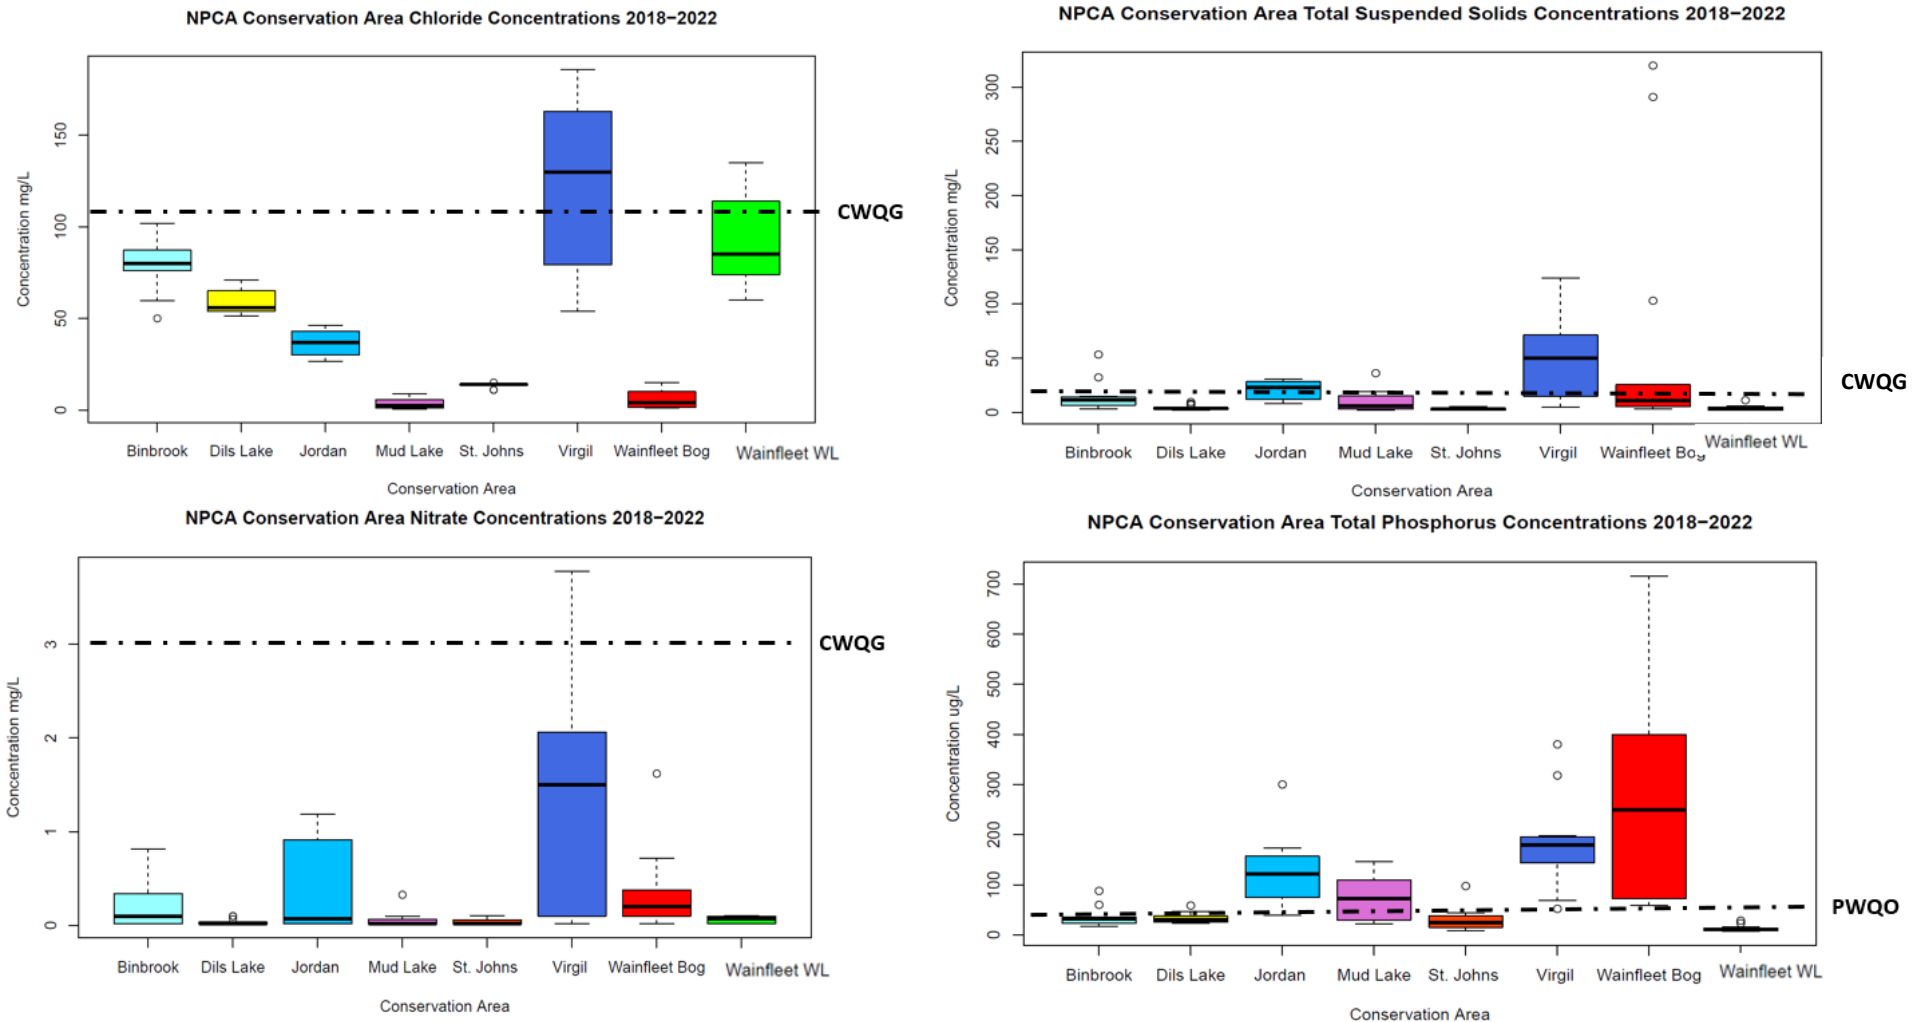 NPCA Conservation Area Chloride Concentrations 2018−2022
Concentration mg/L
0
50
100
150
CWQG
Binbrook Dils Lake Jordan Mud Lake St. Johns Virgil Wainfleet Bog Wainfleet WL
Conservation Area
NPCA Conservation Area Total Suspended Solids Concentrations 2018−2022
Concentration mg/L
0
50
100
150
200
250
300
CWQG
Binbrook Dils Lake Jordan Mud Lake St. Johns Virgil Wainfleet Bog Wainfleet WL
Conservation Area
NPCA Conservation Area Nitrate Concentrations 2018−2022
Concentration mg/L
0
1
2
3
CWQG
Binbrook Dils Lake Jordan Mud Lake St. Johns Virgil Wainfleet Bog Wainfleet WL
Conservation Area
NPCA Conservation Area Total Phosphorus Concentrations 2018−2022
Concentration ug/L
0
100
200
300
400
500
600
700
PWQO
Binbrook Dils Lake Jordan Mud Lake St. Johns Virgil Wainfleet Bog Wainfleet WL
Conservation Area